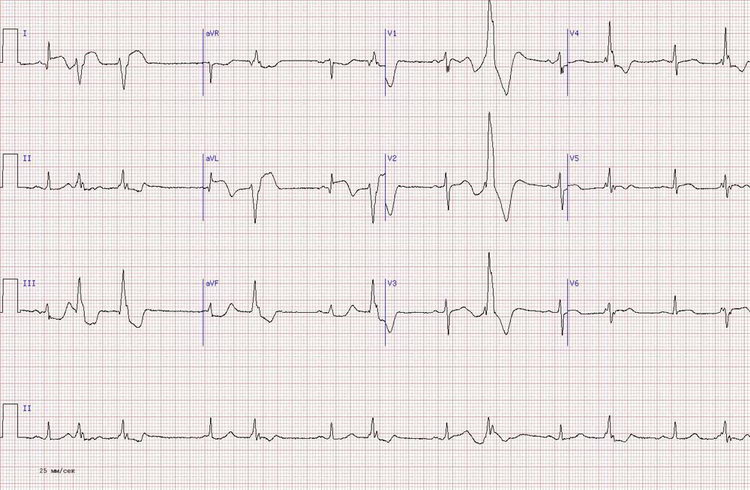 I aVR V1 V4
II aVL V2 V5
III aVF V3 V6
II
25 мм/сек